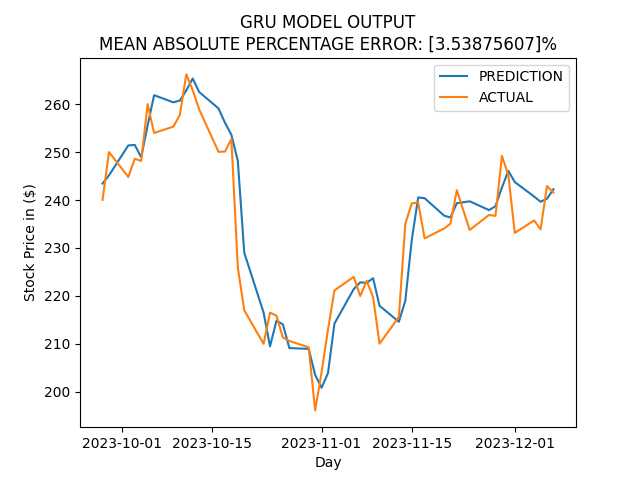 GRU MODEL OUTPUT
MEAN ABSOLUTE PERCENTAGE ERROR: [3.53875607]%
PREDICTION
ACTUAL
Stock Price in ($)
260
250
240
230
220
210
200
2023-10-01 2023-10-15 2023-11-01 2023-11-15 2023-12-01
Day